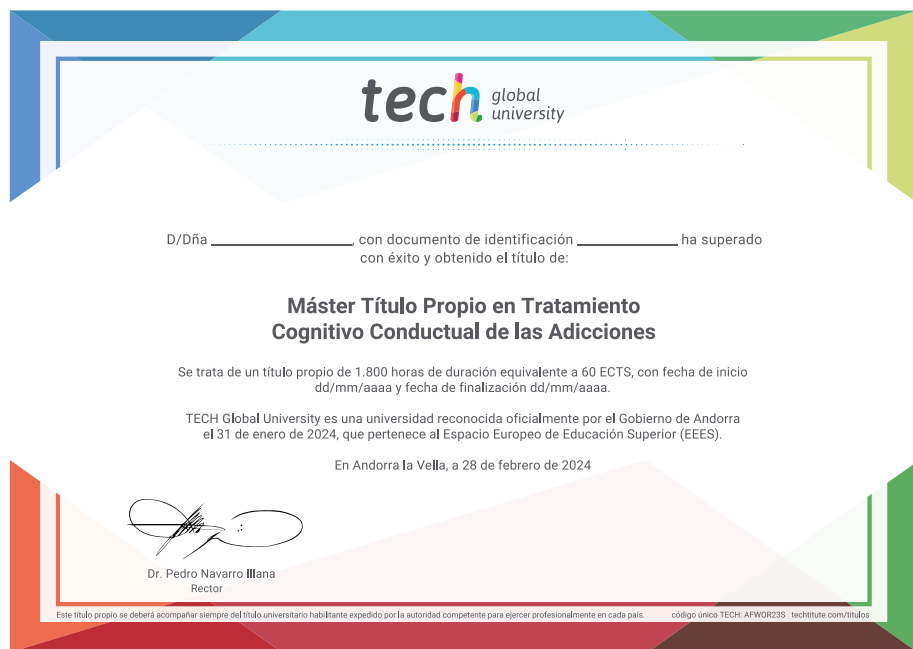 tech global university
D/Dña ____________, con documento de identificación ____________ ha superado
con éxito y obtenido el título de:
Máster Título Propio en Tratamiento
Cognitivo Conductual de las Adicciones
Se trata de un título propio de 1.800 horas de duración equivalente a 60 ECTS, con fecha de inicio
dd/mm/aaaa y fecha de finalización dd/mm/aaaa.
TECH Global University es una universidad reconocida oficialmente por el Gobierno de Andorra
el 31 de enero de 2024, que pertenece al Espacio Europeo de Educación Superior (EEES).
En Andorra la Vella, a 28 de febrero de 2024
Dr. Pedro Navarro Illana
Rector
Este título propio se deberá acompañar siempre del título universitario habilitante expedido por la autoridad competente para ejercer profesionalmente en cada país. código único TECH: AFWOR23S techtitute.com/titulos